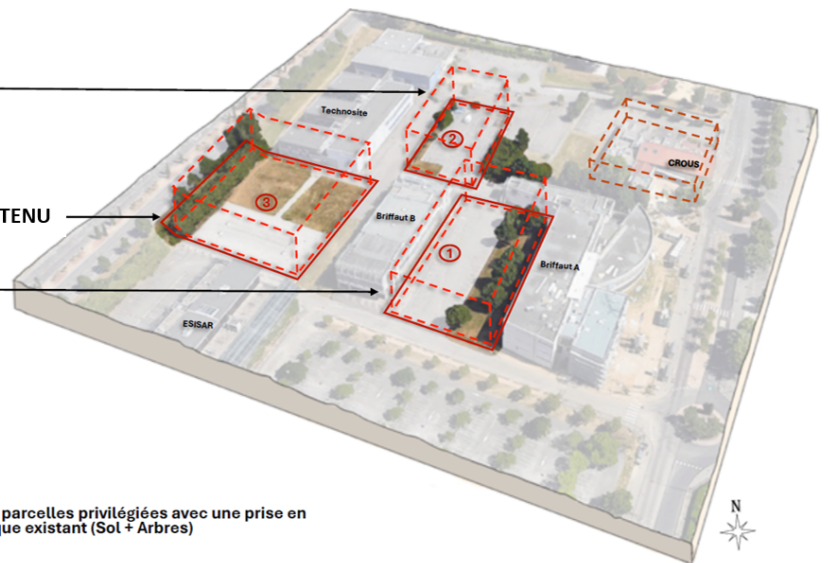 Technosite
②
CROUS
③
TENU
Briffaut B
①
Briffaut A
ESISAR
parcelles privilégiées avec une prise en
que existant (Sol + Arbres)
N